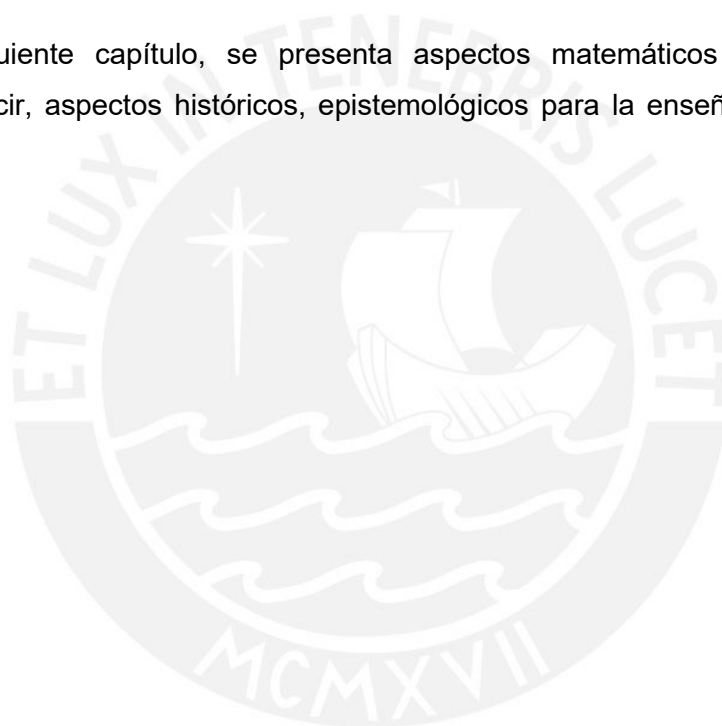 uiente capítulo, se presenta aspectos matemáticos
cir, aspectos históricos, epistemológicos para la enseñ
ET LUX IN TENEBRIS LUCET
MCMXVII